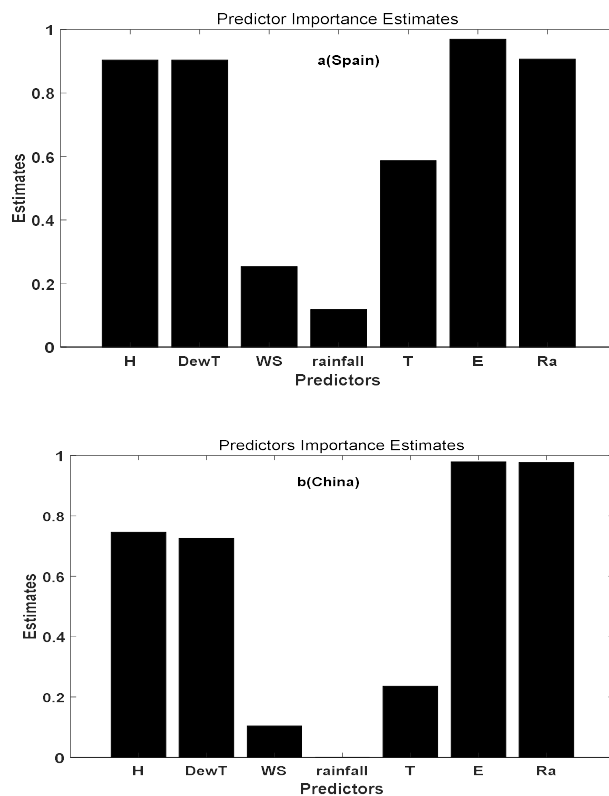 Predictor Importance Estimates
a(Spain)
1
0.8
0.6
0.4
0.2
0
Estimates
H DewT WS rainfall T E Ra
Predictors
Predictors Importance Estimates
b(China)
1
0.8
0.6
0.4
0.2
0
Estimates
H DewT WS rainfall T E Ra
Predictors